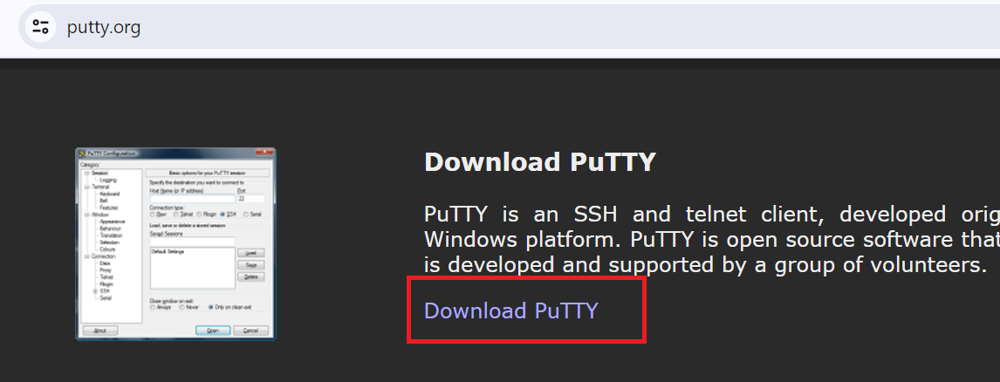 putty.org
PuTTY Configuration
Category:
Session
Logging
Terminal
Keyboard
Bell
Features
Window
Appearance
Behaviour
Translation
Selection
Colours
Connection
Data
Proxy
Telnet
Rlogin
SSH
Serial
Basic options for your PuTTY session
Specify the destination you want to connect to
Host Name (or IP address) Port
22
Connection type:
Raw Telnet Rlogin SSH Serial
Load, save or delete a stored session
Saved Sessions
Default Settings
Load
Save
Delete
Close window on exit:
Always Never Only on clean exit
About Open Cancel
Download PuTTY
PuTTY is an SSH and telnet client, developed orig
Windows platform. PuTTY is open source software that
is developed and supported by a group of volunteers.
Download PuTTY